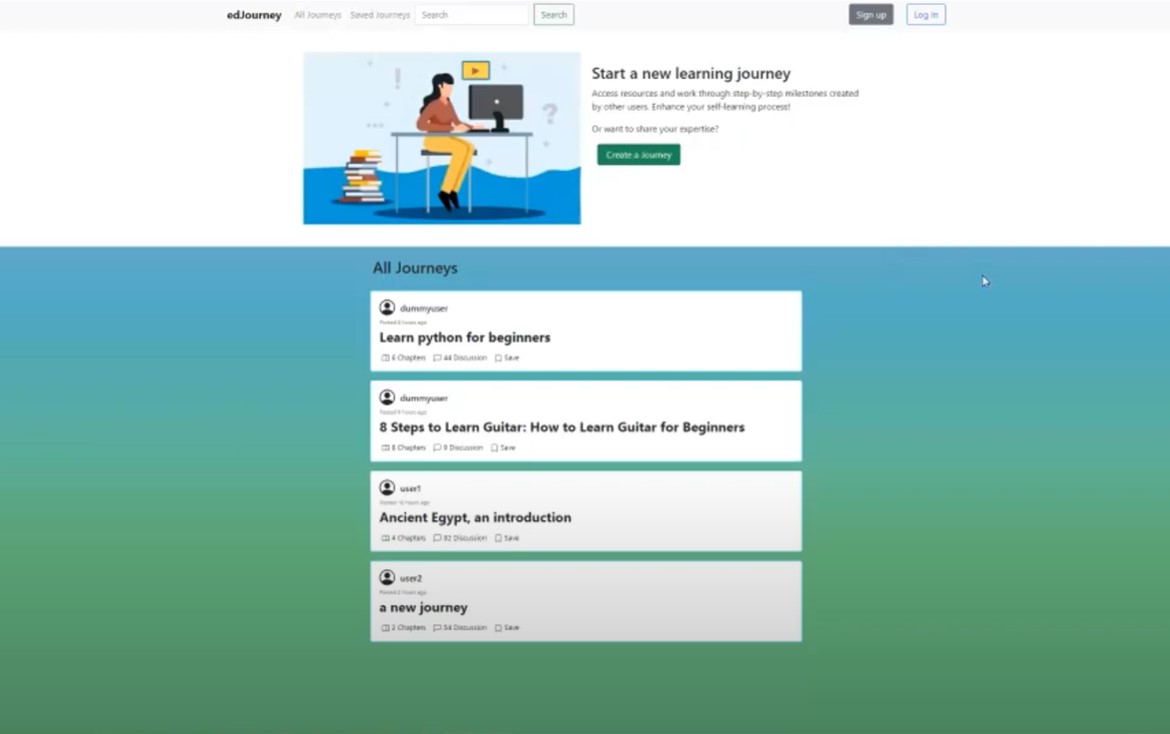 edJourney All Journeys Saved Journeys Search Search Sign up Log In
Start a new learning journey
Access resources and work through step-by-step milestones created
by other users. Enhance your self-learning process!
Or want to share your expertise?
Create a Journey
All Journeys
dummyuser
Posted hours ago
Learn python for beginners
6 Chapters 44 Discussion Save
dummyuser
Posted 9 hours ago
8 Steps to Learn Guitar: How to Learn Guitar for Beginners
8 Chapters 9 Discussion Save
user1
Posted hours ago
Ancient Egypt, an introduction
4 Chapters 92 Discussion Save
user2
Posted 2 hours ago
a new journey
2 Chapters 54 Discussion Save